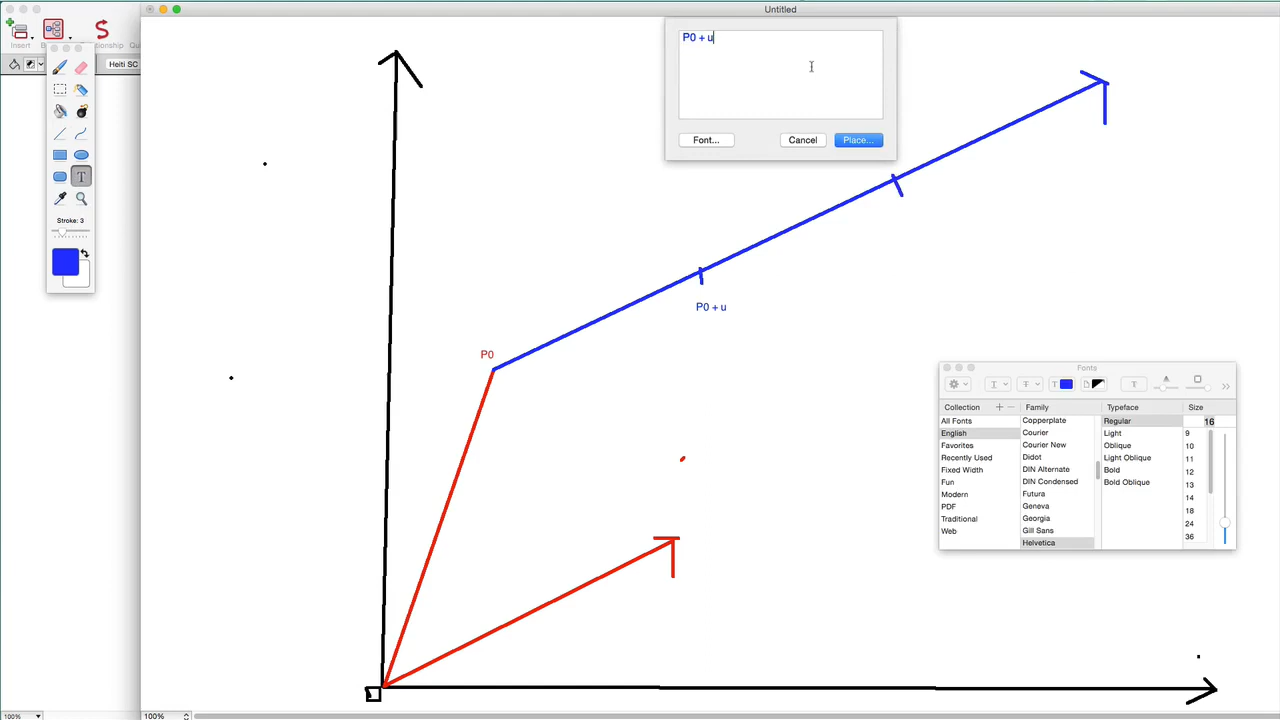 Untitled
Insert
Heiti SC
Stroke: 3
P0 + u
Font...
Cancel
Place...
P0 + u
P0
Fonts
Collection
Family
Typeface
Size
All Fonts
English
Favorites
Recently Used
Fixed Width
Fun
Modern
PDF
Traditional
Web
Copperplate
Courier
Courier New
Didot
DIN Alternate
DIN Condensed
Futura
Geneva
Georgia
Gill Sans
Helvetica
Regular
Light
Oblique
Light Oblique
Bold
Bold Oblique
16
9
10
11
12
13
14
18
24
36
100%
100%